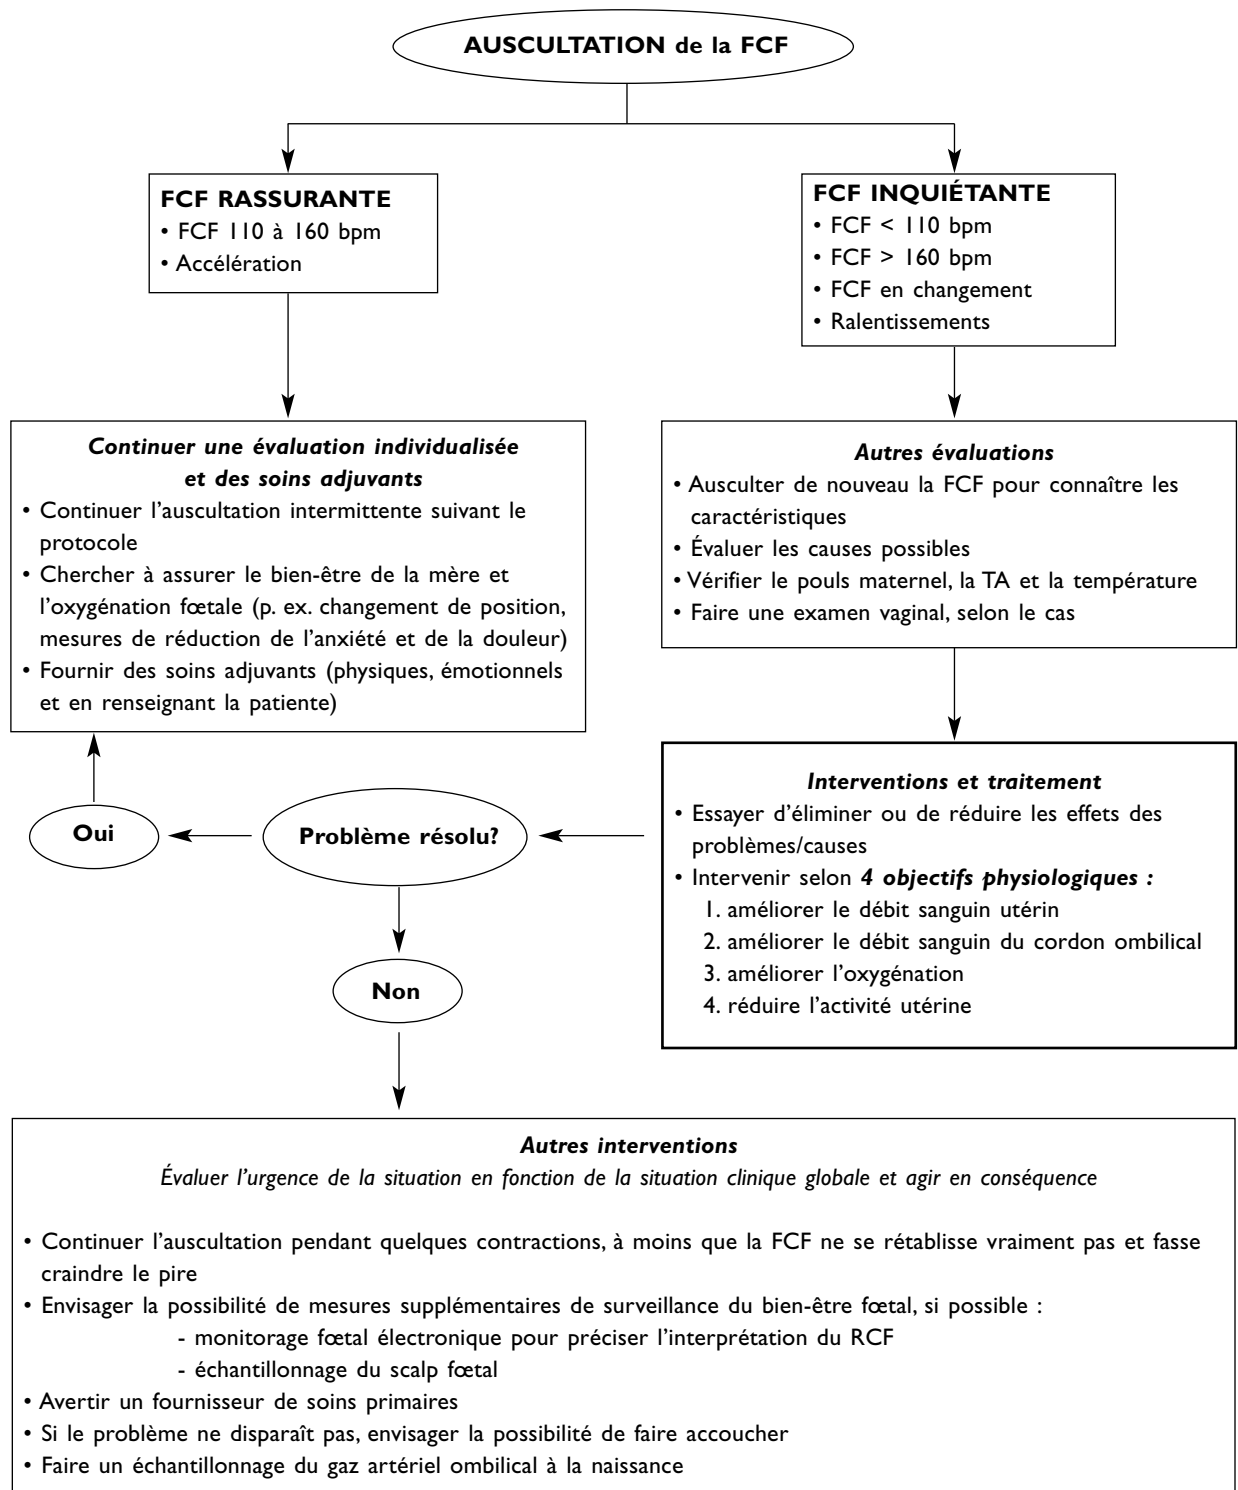 AUSCULTATION de la FCF
FCF RASSURANTE
• FCF 110 à 160 bpm
• Accélération
FCF INQUIÉTANTE
• FCF < 110 bpm
• FCF > 160 bpm
• FCF en changement
• Ralentissements
Continuer une évaluation individualisée
et des soins adjuvants
• Continuer l'auscultation intermittente suivant le
protocole
• Chercher à assurer le bien-être de la mère et
l'oxygénation fœtale (p. ex. changement de position,
mesures de réduction de l'anxiété et de la douleur)
• Fournir des soins adjuvants (physiques, émotionnels
et en renseignant la patiente)
Autres évaluations
• Ausculter de nouveau la FCF pour connaître les
caractéristiques
• Évaluer les causes possibles
• Vérifier le pouls maternel, la TA et la température
• Faire une examen vaginal, selon le cas
Interventions et traitement
• Essayer d'éliminer ou de réduire les effets des
problèmes/causes
• Intervenir selon 4 objectifs physiologiques :
1. améliorer le débit sanguin utérin
2. améliorer le débit sanguin du cordon ombilical
3. améliorer l'oxygénation
4. réduire l'activité utérine
Problème résolu?
Oui
Non
Autres interventions
Évaluer l'urgence de la situation en fonction de la situation clinique globale et agir en conséquence
• Continuer l'auscultation pendant quelques contractions, à moins que la FCF ne se rétablisse vraiment pas et fasse
craindre le pire
• Envisager la possibilité de mesures supplémentaires de surveillance du bien-être fœtal, si possible :
- monitorage fœtal électronique pour préciser l'interprétation du RCF
- échantillonnage du scalp fœtal
• Avertir un fournisseur de soins primaires
• Si le problème ne disparaît pas, envisager la possibilité de faire accoucher
• Faire un échantillonnage du gaz artériel ombilical à la naissance